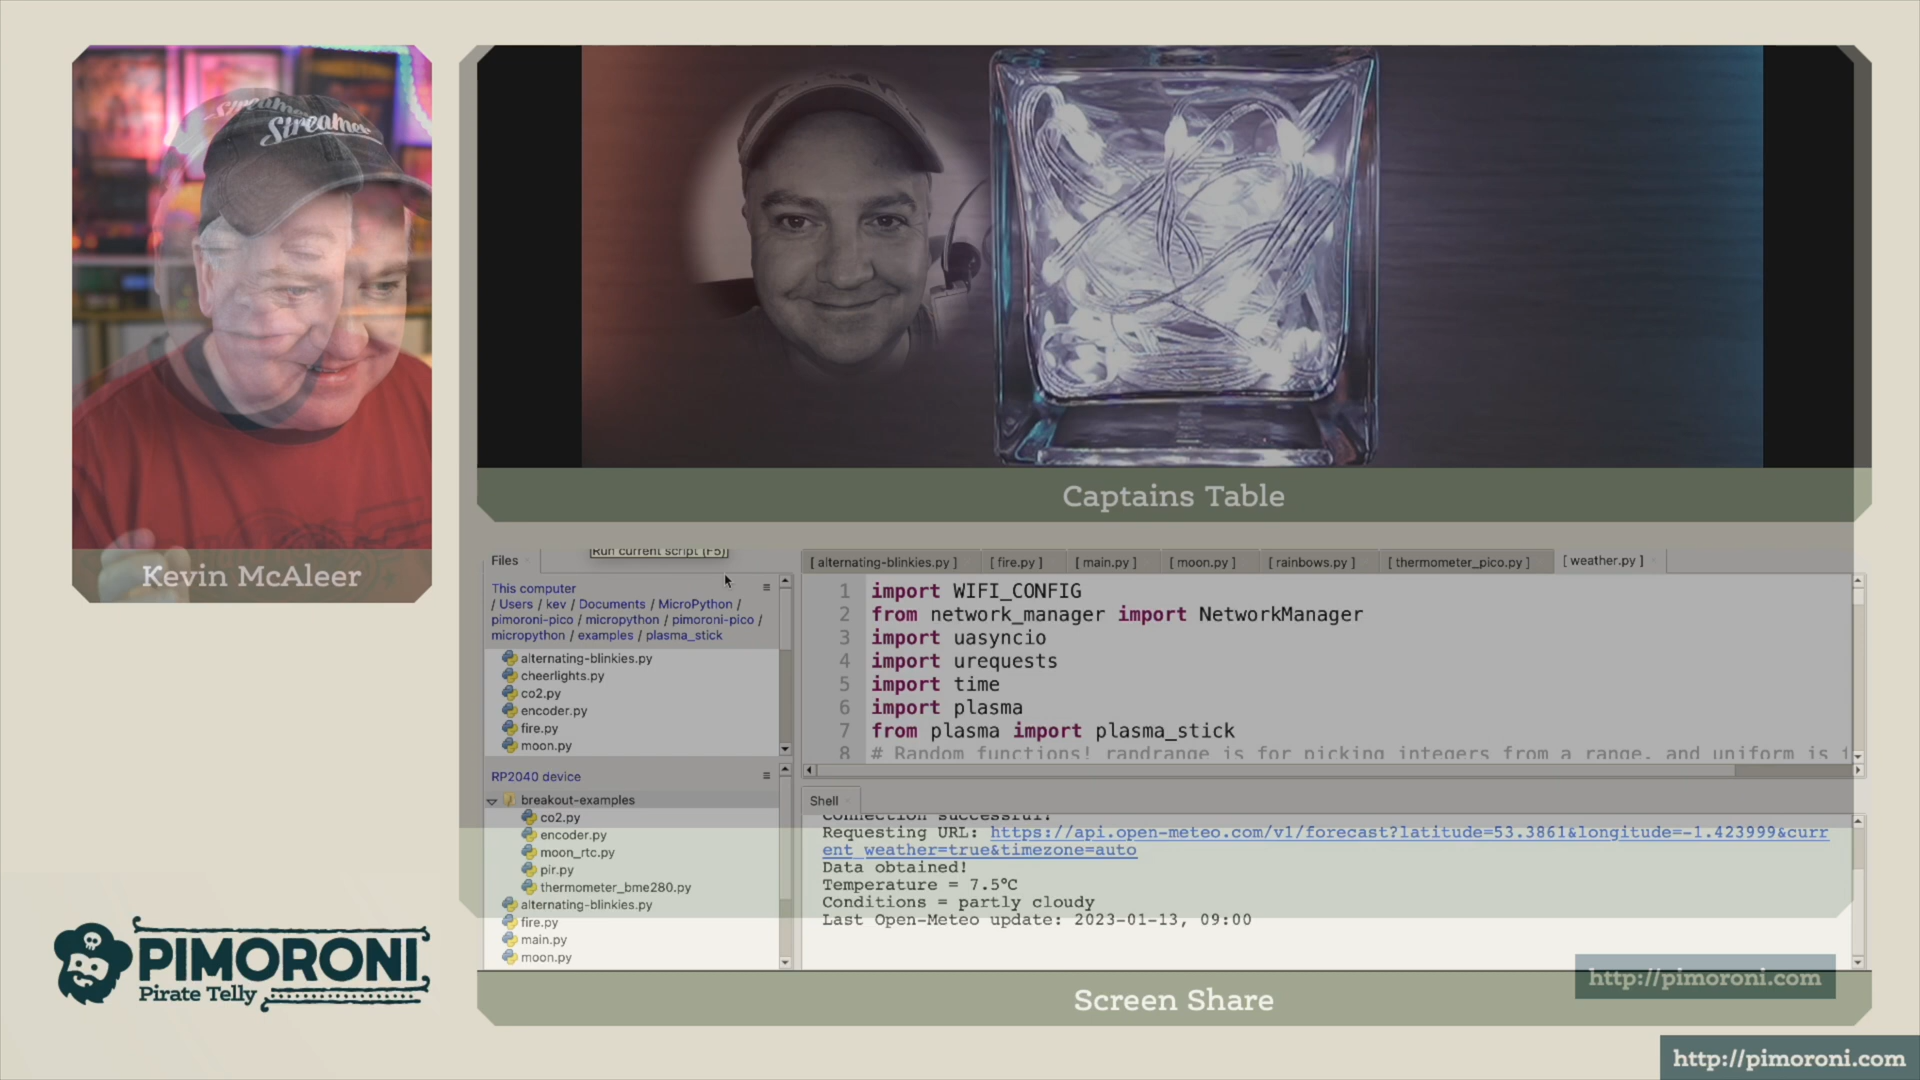 Streamer
Streamer
Kevin McAleer
Captains Table
Files
Run current script (F5)
This computer
/ Users / kev / Documents / MicroPython /
pimoroni-pico / micropython / pimoroni-pico /
micropython / examples / plasma_stick
alternating-blinkies.py
cheerlights.py
co2.py
encoder.py
fire.py
moon.py
RP2040 device
breakout-examples
co2.py
encoder.py
moon_rtc.py
pir.py
thermometer_bme280.py
alternating-blinkies.py
fire.py
main.py
moon.py
[ alternating-blinkies.py ] [ fire.py ] [ main.py ] [ moon.py ] [ rainbows.py ] [ thermometer_pico.py ] [ weather.py ]
1 import WIFI_CONFIG
2 from network_manager import NetworkManager
3 import uasyncio
4 import urequests
5 import time
6 import plasma
7 from plasma import plasma_stick
8 # Random functions! randrange is for picking integers from a range, and uniform is
Shell
Connection successful!
Requesting URL: https://api.open-meteo.com/v1/forecast?latitude=53.3861&longitude=-1.423999&curr
ent_weather=true&timezone=auto
Data obtained!
Temperature = 7.5°C
Conditions = partly cloudy
Last Open-Meteo update: 2023-01-13, 09:00
http://pimoroni.com
Screen Share
PIMORONI
Pirate Telly
http://pimoroni.com